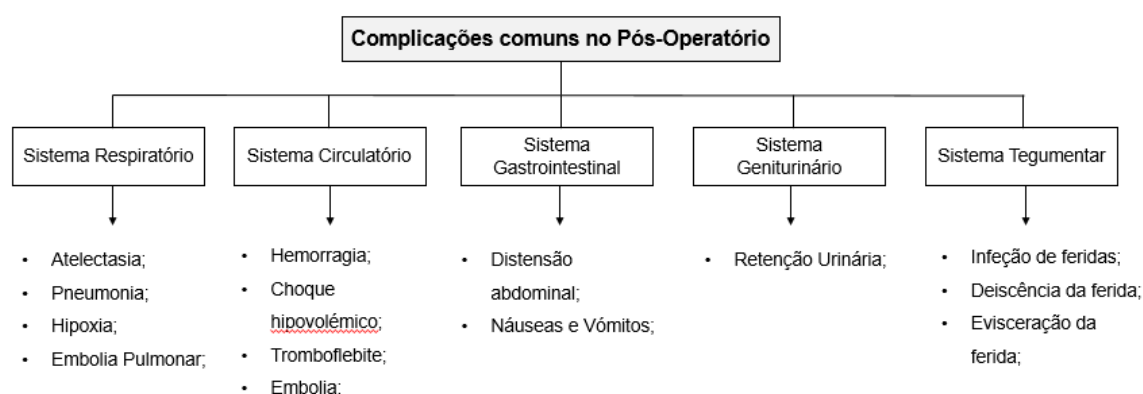 Complicações comuns no Pós-Operatório
Sistema Respiratório
Sistema Circulatório
Sistema
Gastrointestinal
Sistema
Geniturinário
Sistema Tegumentar
• Atelectasia;
• Pneumonia;
• Hipoxia;
• Embolia Pulmonar;
• Hemorragia;
• Choque
hipovolémico;
• Tromboflebite;
• Embolia;
• Distensão
abdominal;
• Náuseas e Vómitos;
• Retenção Urinária;
• Infeção de feridas;
• Deiscência da ferida;
• Evisceração da
ferida;